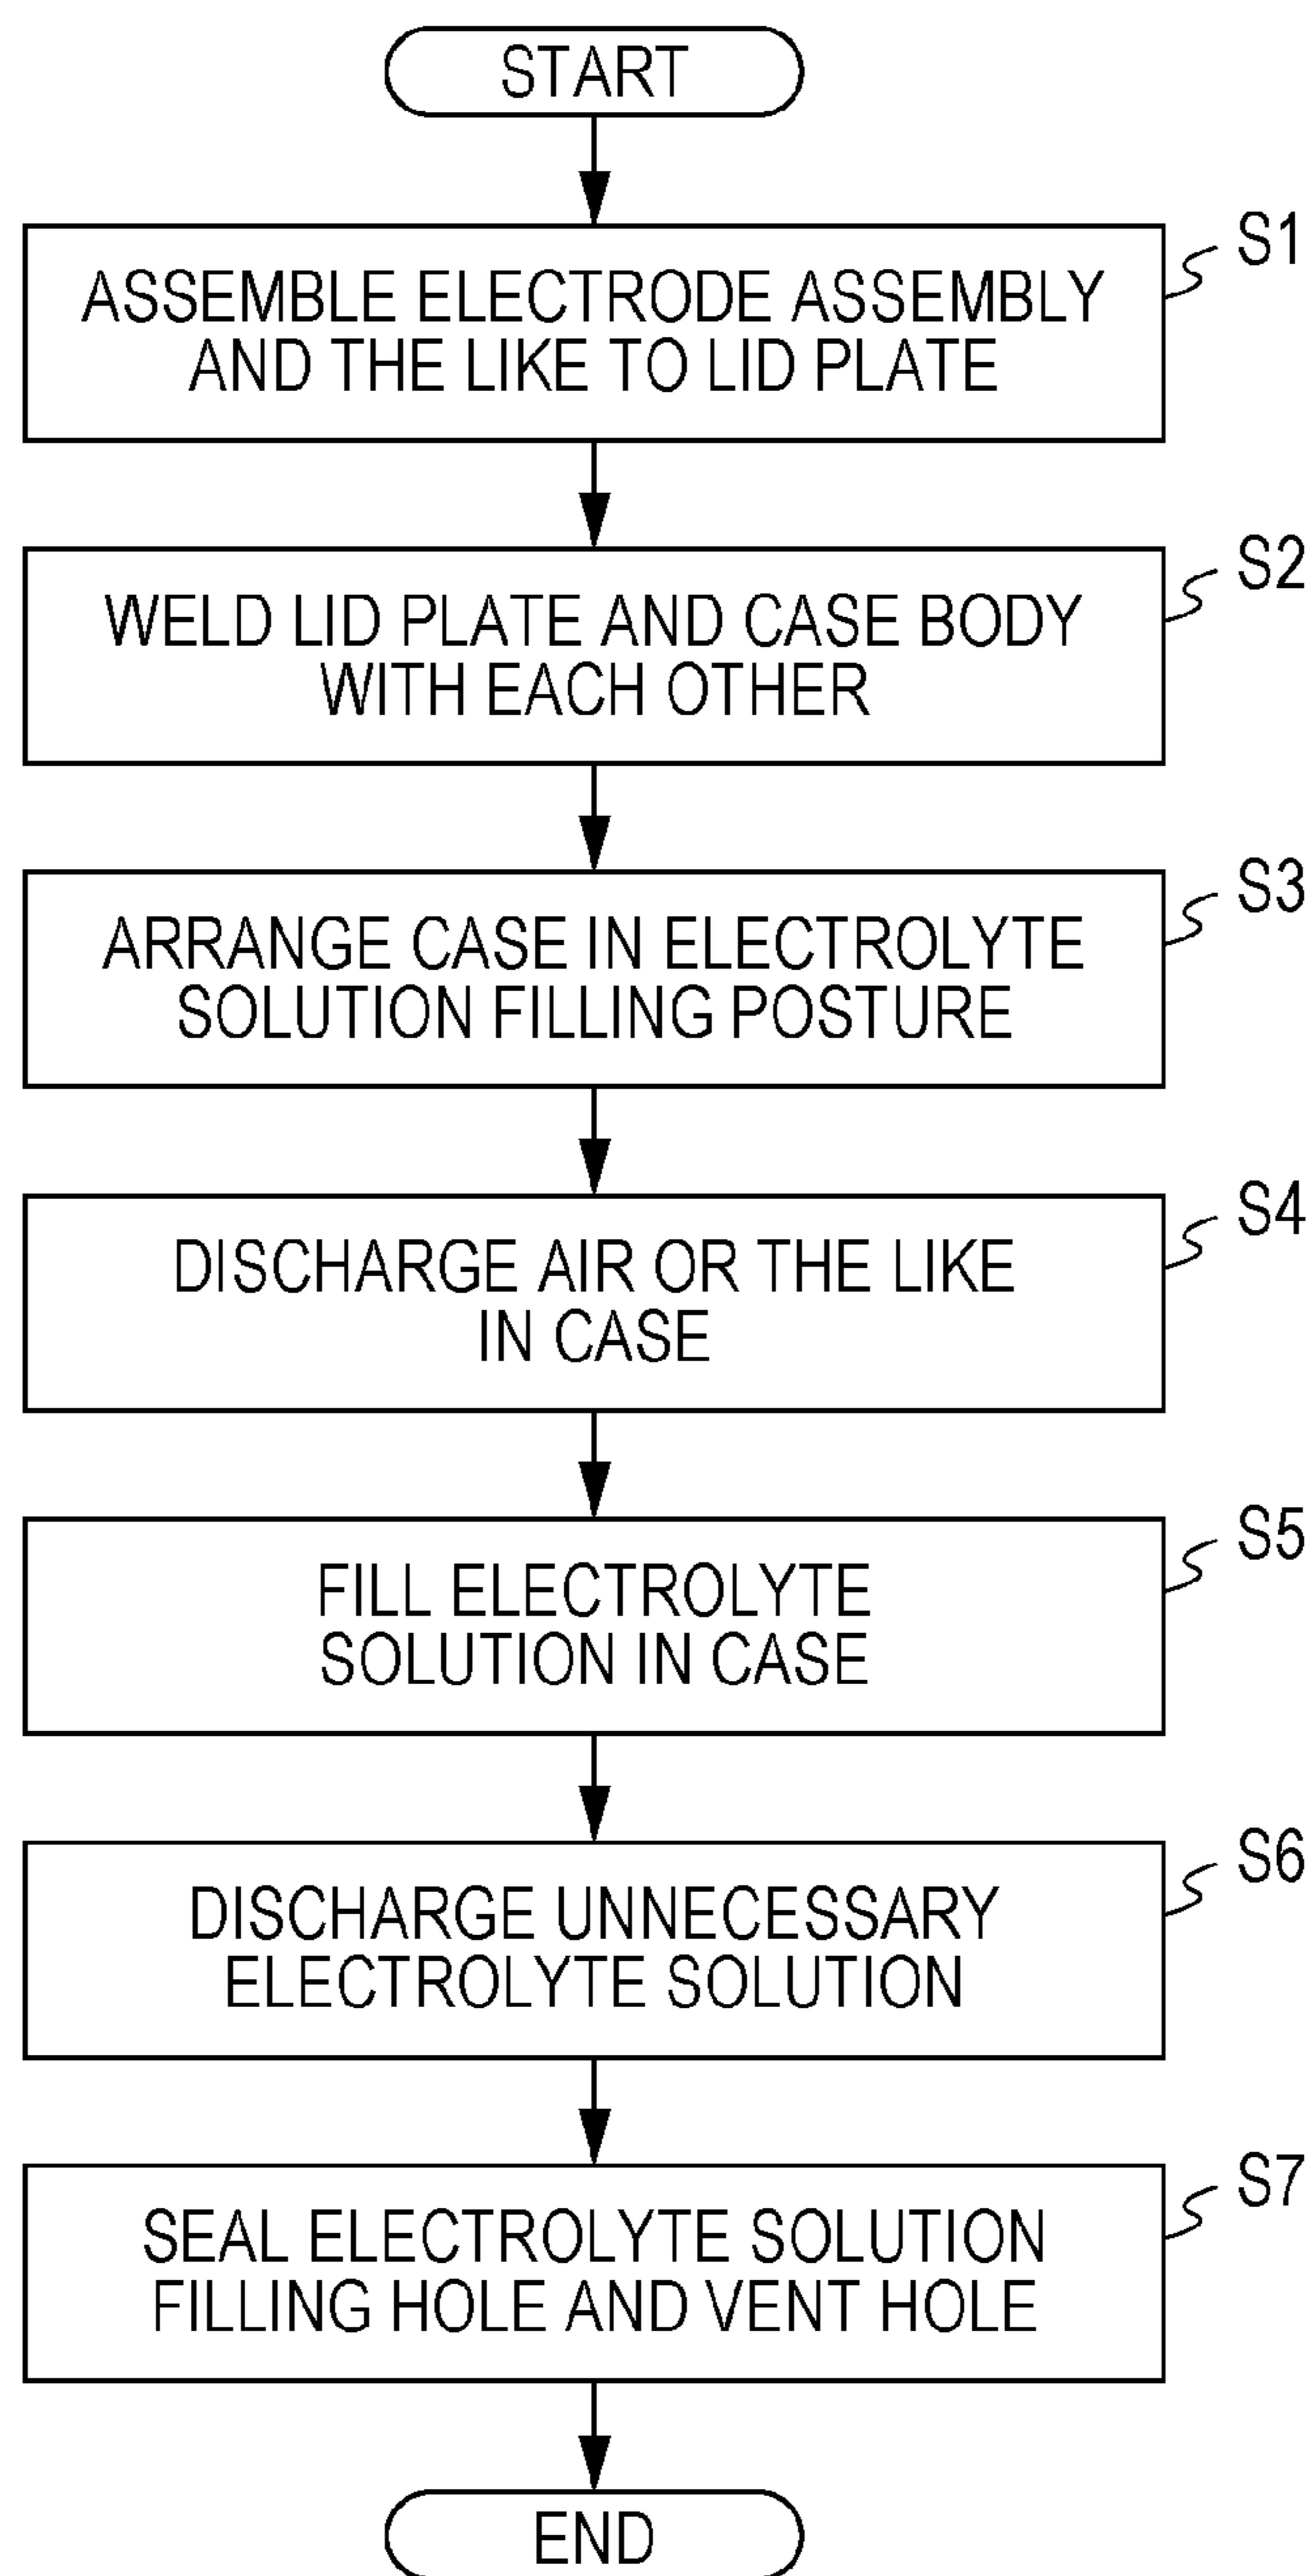 START
S1
ASSEMBLE ELECTRODE ASSEMBLY
AND THE LIKE TO LID PLATE
S2
WELD LID PLATE AND CASE BODY
WITH EACH OTHER
S3
ARRANGE CASE IN ELECTROLYTE
SOLUTION FILLING POSTURE
S4
DISCHARGE AIR OR THE LIKE
IN CASE
S5
FILL ELECTROLYTE
SOLUTION IN CASE
S6
DISCHARGE UNNECESSARY
ELECTROLYTE SOLUTION
S7
SEAL ELECTROLYTE SOLUTION
FILLING HOLE AND VENT HOLE
END